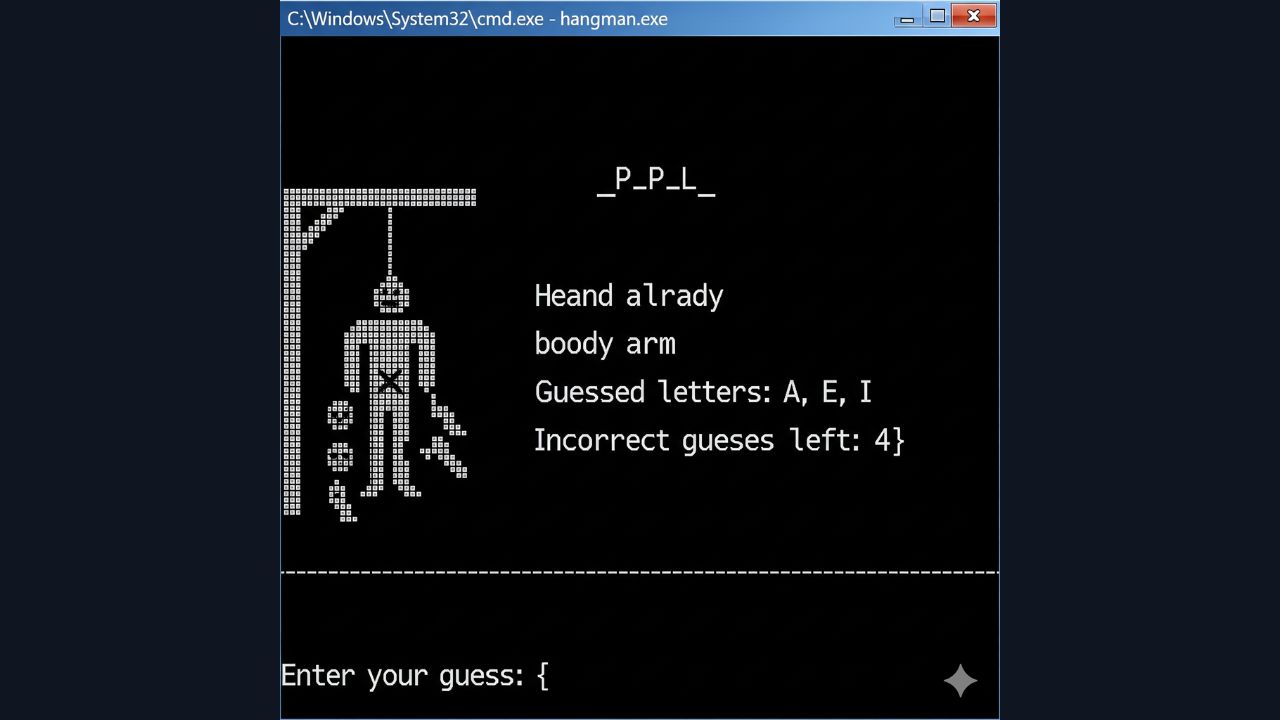 C:\Windows\System32\cmd.exe - hangman.exe
_P_P_L_
Heand alrady
boody arm
Guessed letters: A, E, I
Incorrect gueses left: 4}
Enter your guess: {